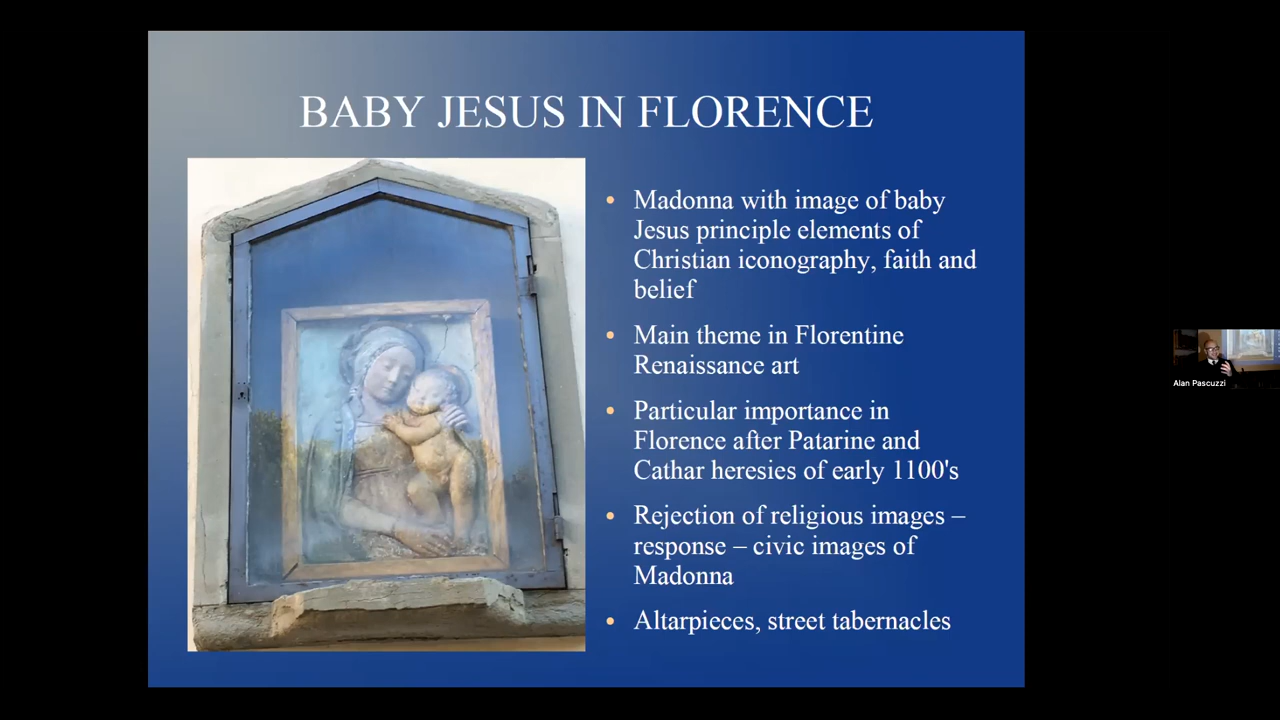 BABY JESUS IN FLORENCE
• Madonna with image of baby
Jesus principle elements of
Christian iconography, faith and
belief
• Main theme in Florentine
Renaissance art
• Particular importance in
Florence after Patarine and
Cathar heresies of early 1100's
• Rejection of religious images –
response – civic images of
Madonna
• Altarpieces, street tabernacles
Alan Pascuzzi